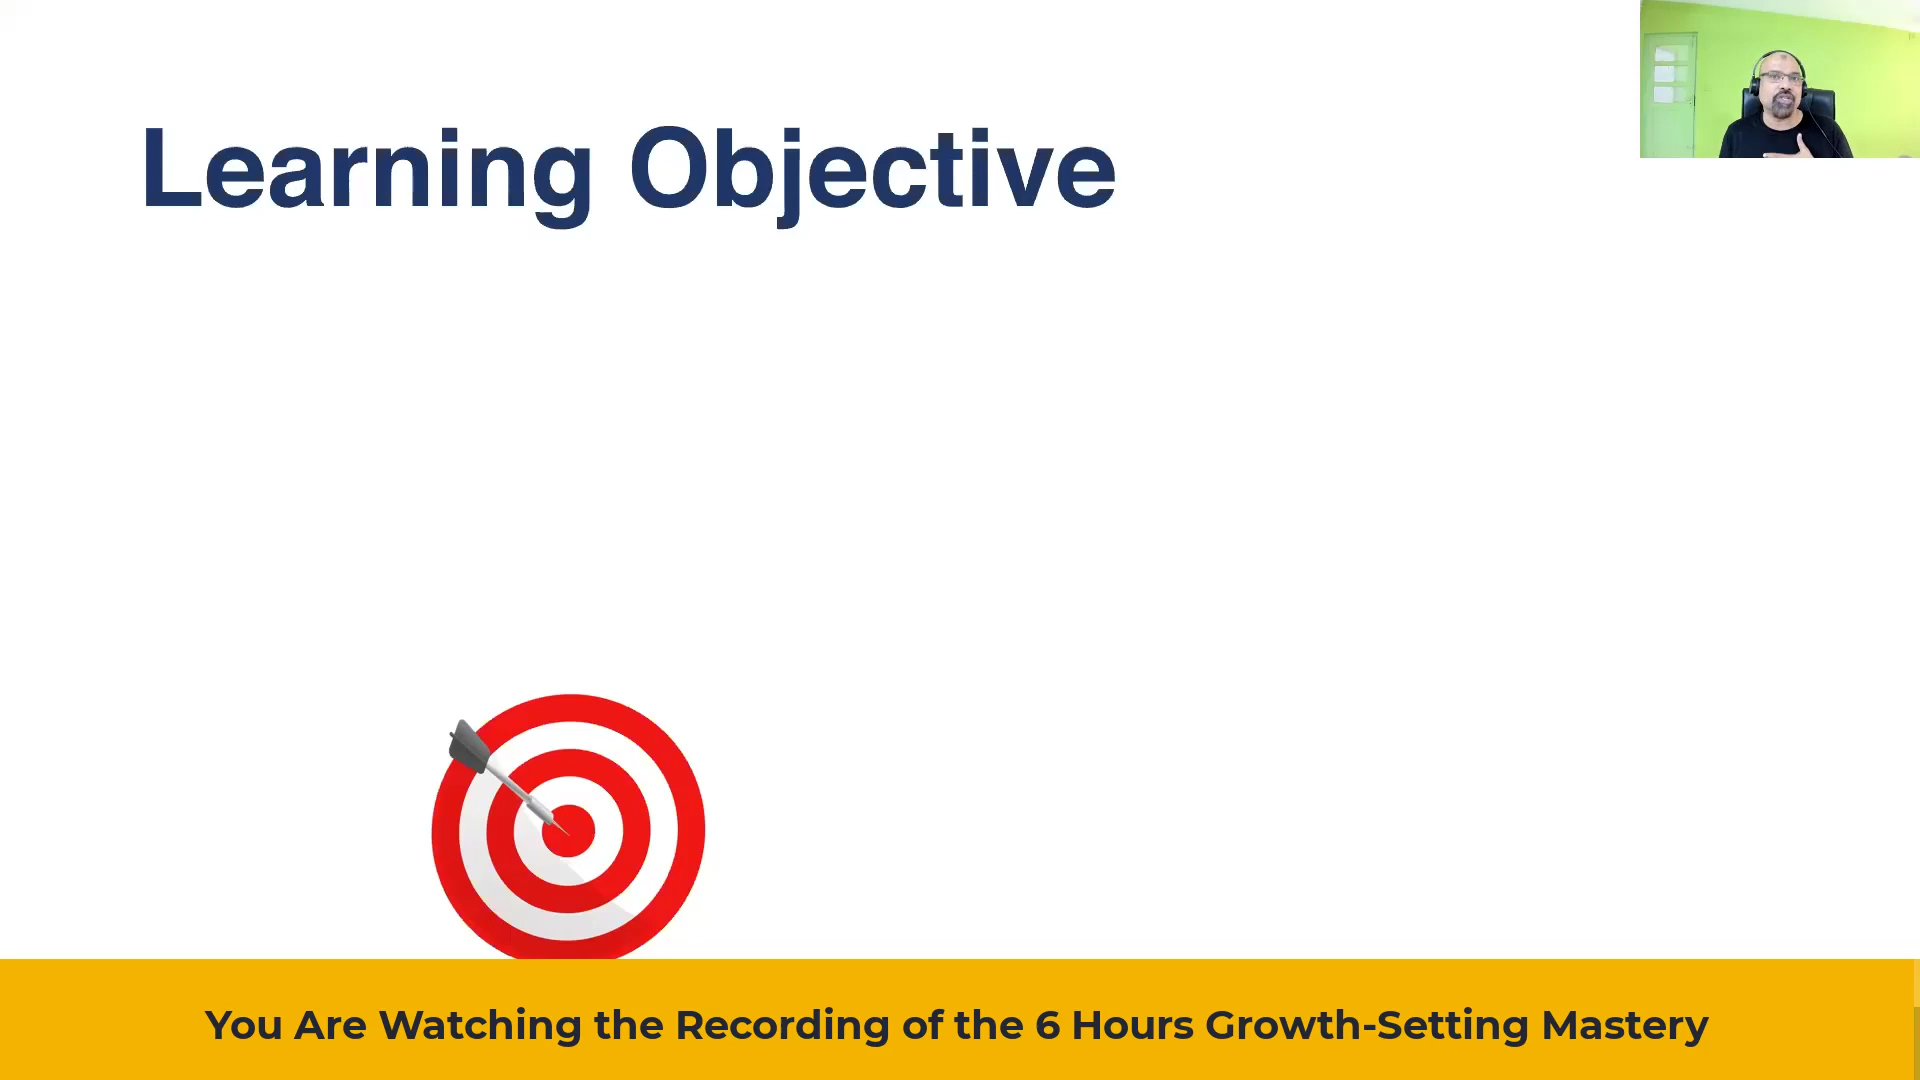 Learning Objective
You Are Watching the Recording of the 6 Hours Growth-Setting Mastery